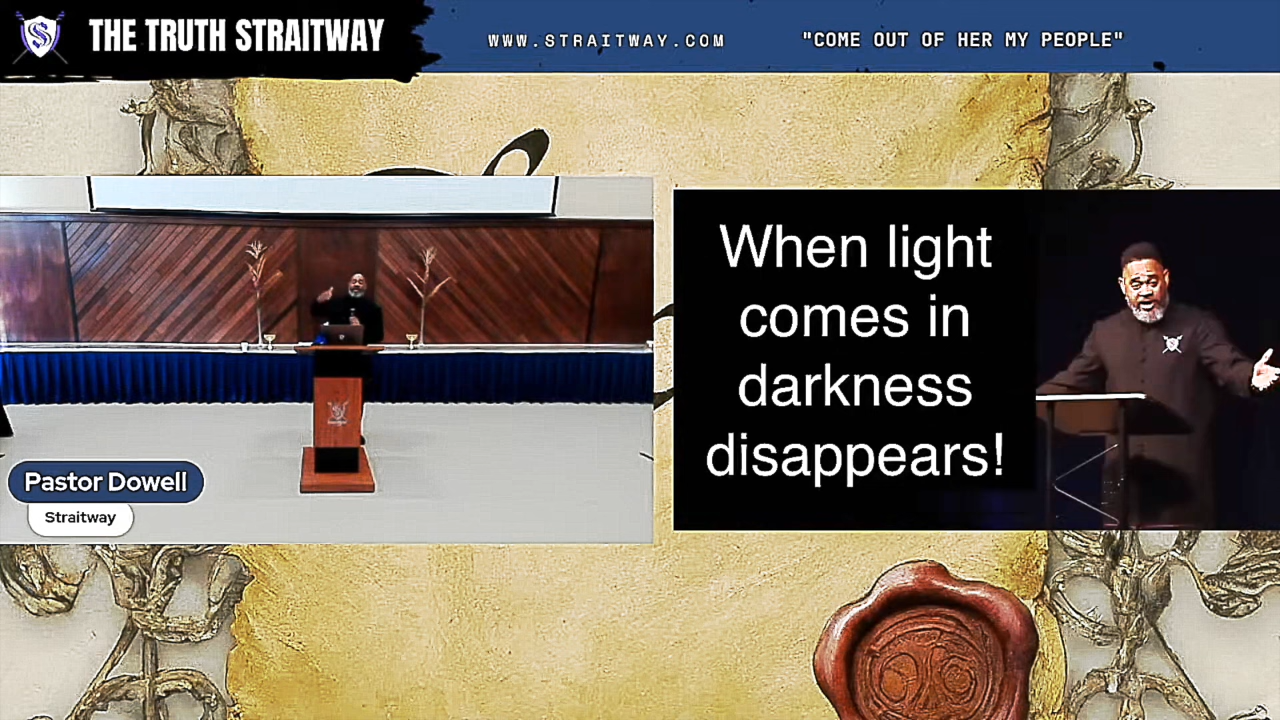 THE TRUTH STRAITWAY
WWW.STRAITWAY.COM
"COME OUT OF HER MY PEOPLE"
When light
comes in
darkness
disappears!
Pastor Dowell
Straitway